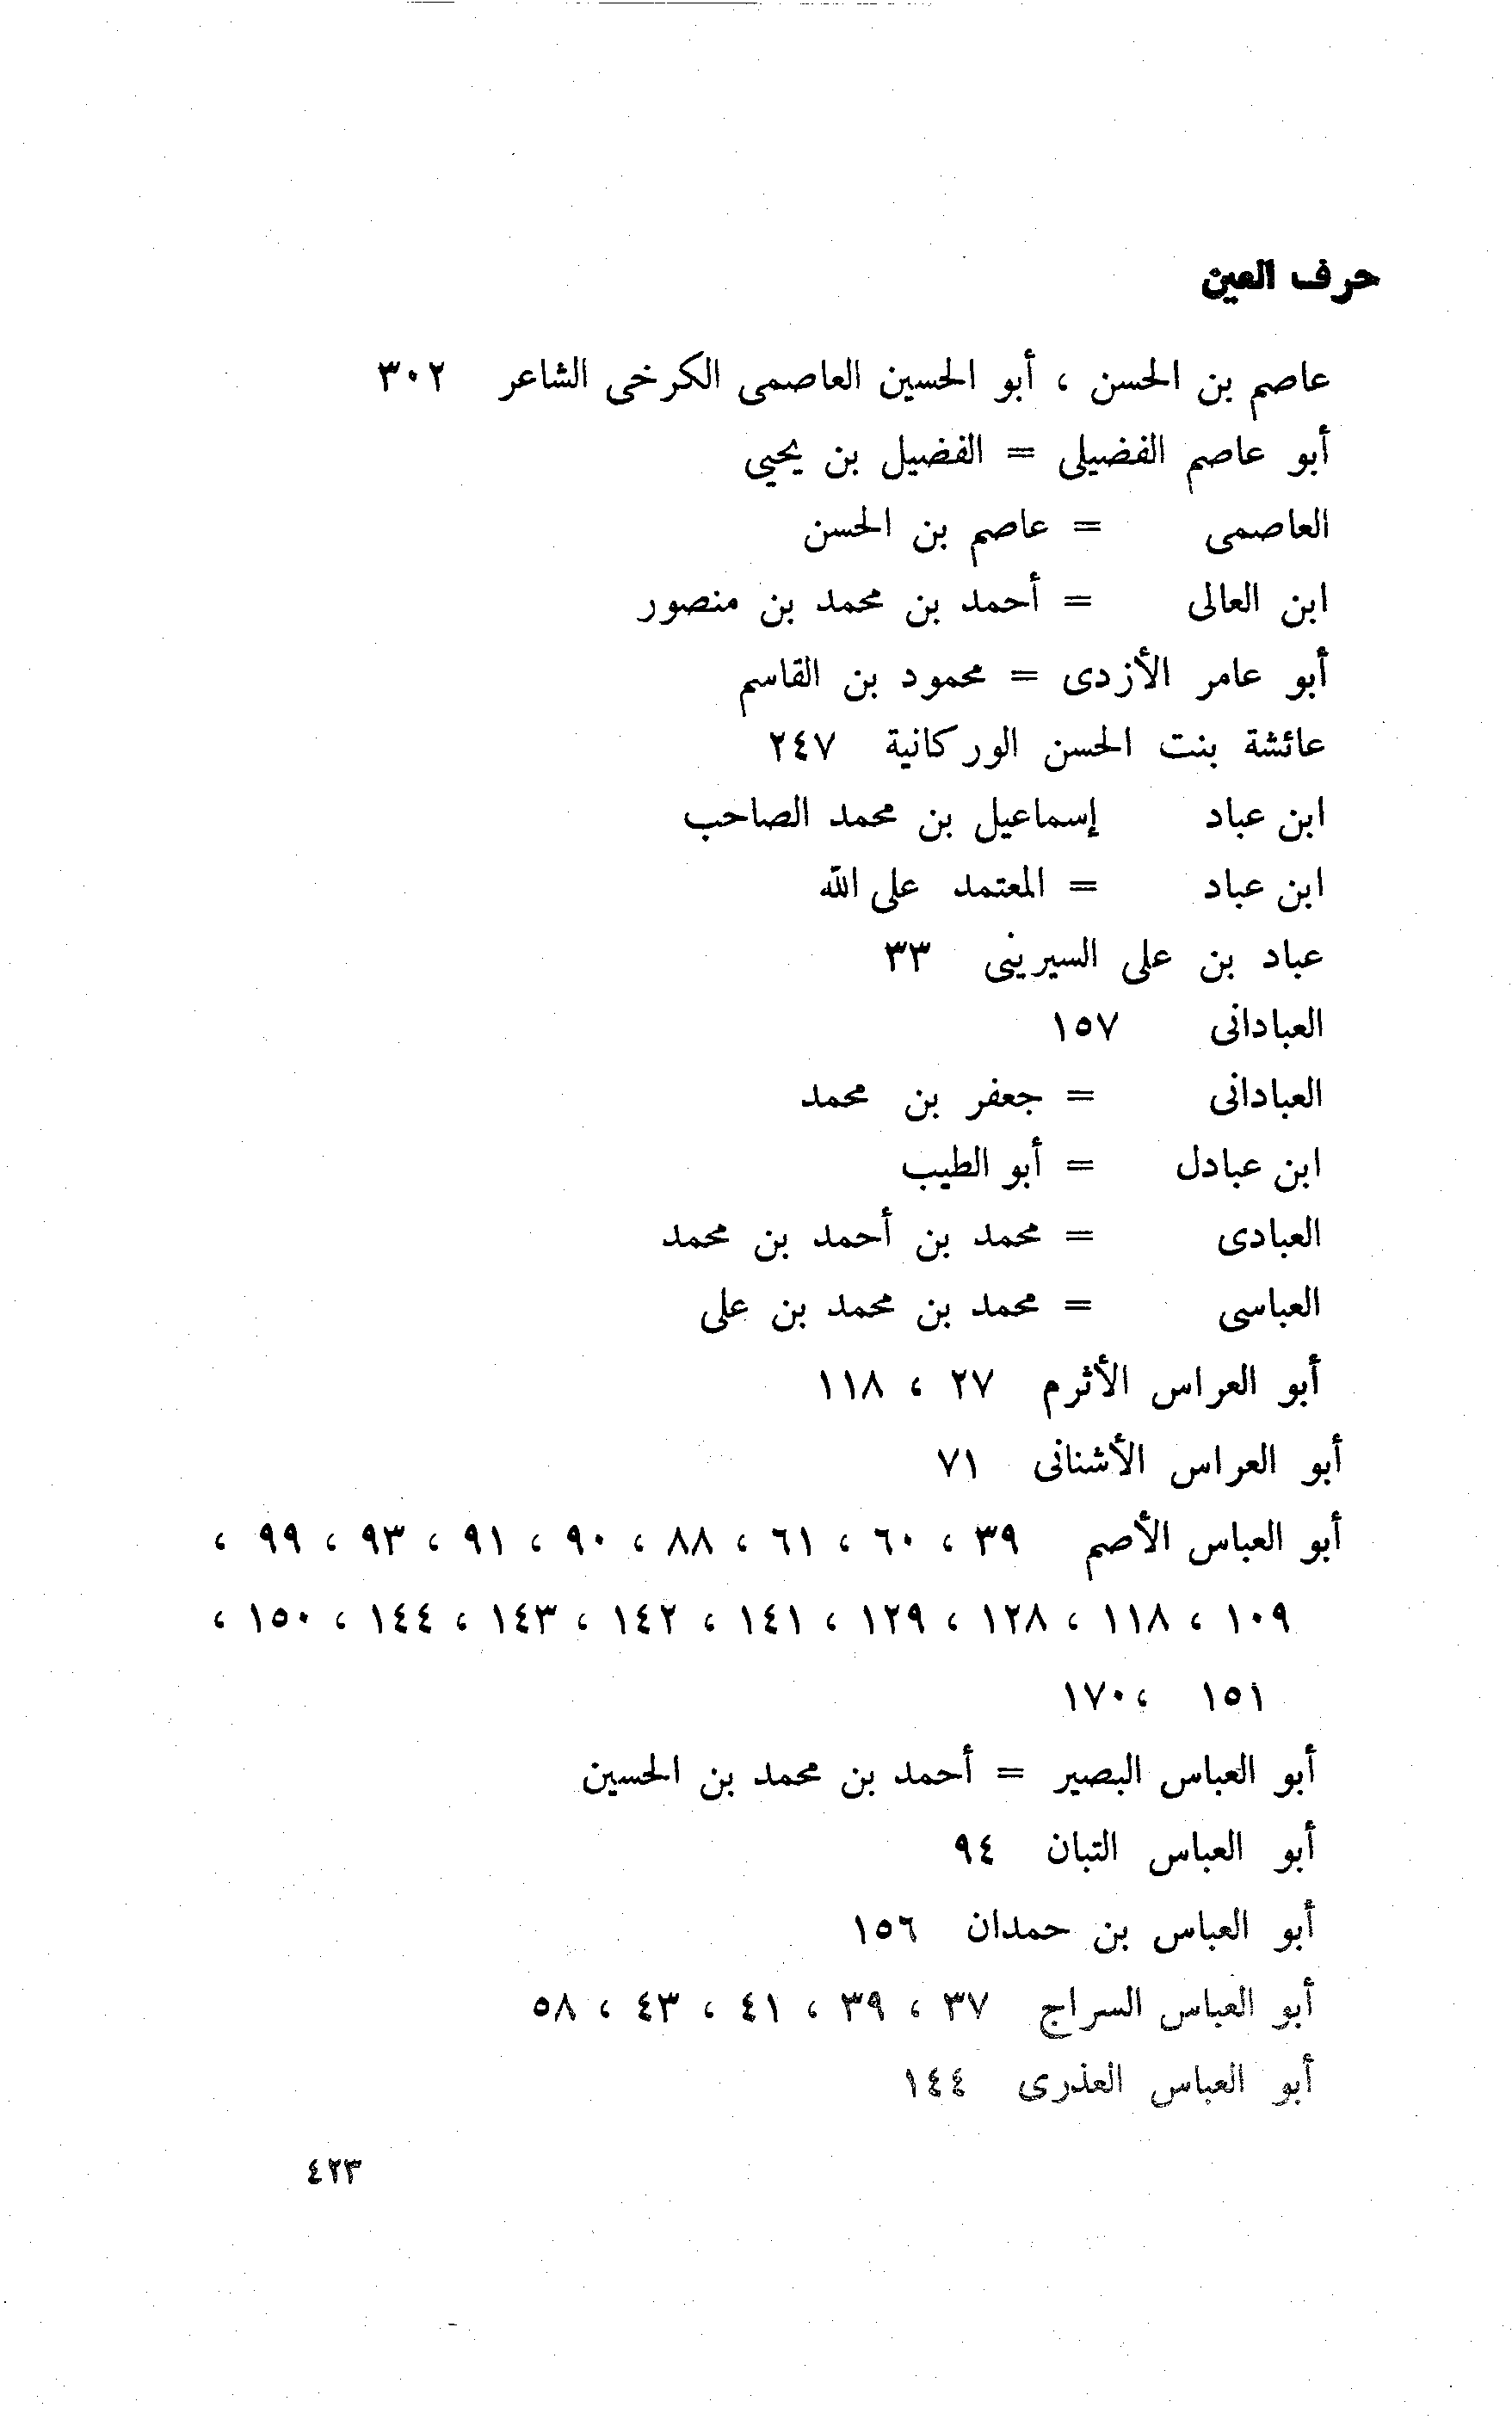 حرف العين
عاصم بن الحسن ، أبو الحسين العاصمى الكرخى الشاعر ٣٠٢
أبو عاصم الفضيلى = الفضيل بن يحيى
العاصمى = عاصم بن الحسن
ابن العالى = أحمد بن محمد بن منصور
أبو عامر الأزدى = محمود بن القاسم
عائشة بنت الحسن الوركانية ٢٤٧
ابن عباد إسماعيل بن محمد الصاحب
ابن عباد = المعتمد على الله
عباد بن على السيرينى ٣٣
العبادانى ١٥٧
العبادانى = جعفر بن محمد
ابن عبادل = أبو الطيب
العبادى = محمد بن أحمد بن محمد
العباسى = محمد بن محمد بن على
أبو العراس الأثرم ٢٧ ، ١١٨
أبو العراس الأشنانى ٧١
أبو العباس الأصم ٣٩ ، ٦٠ ، ٦١ ، ٨٨ ، ٩٠ ، ٩١ ، ٩٣ ، ٩٩ ،
١٠٩ ، ١١٨ ، ١٢٨ ، ١٢٩ ، ١٤١ ، ١٤٢ ، ١٤٣ ، ١٤٤ ، ١٥٠ ،
١٥١ ،١٧٠
أبو العباس البصير = أحمد بن محمد بن الحسين
أبو العباس التبان ٩٤
أبو العباس بن حمدان ١٥٦
أبو العباس السراج ٣٧ ، ٣٩ ، ٤١ ، ٤٣ ، ٥٨
أبو العباس العذرى ١٤٤
٤٢٣